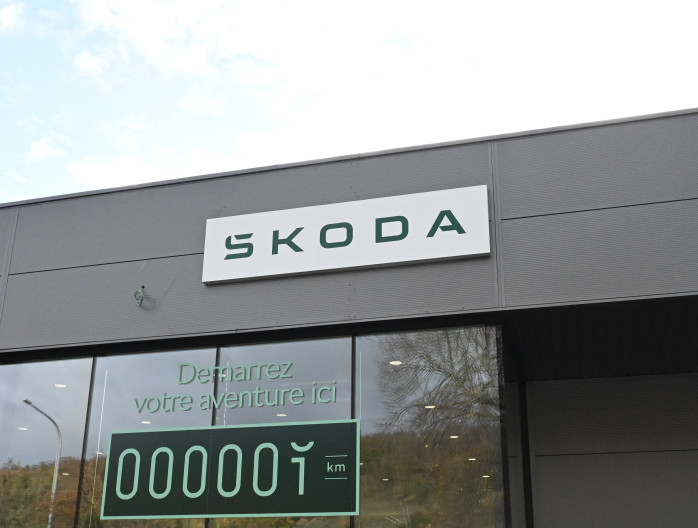 ŠKODA
Demarrez
votre aventure ici
000001 km